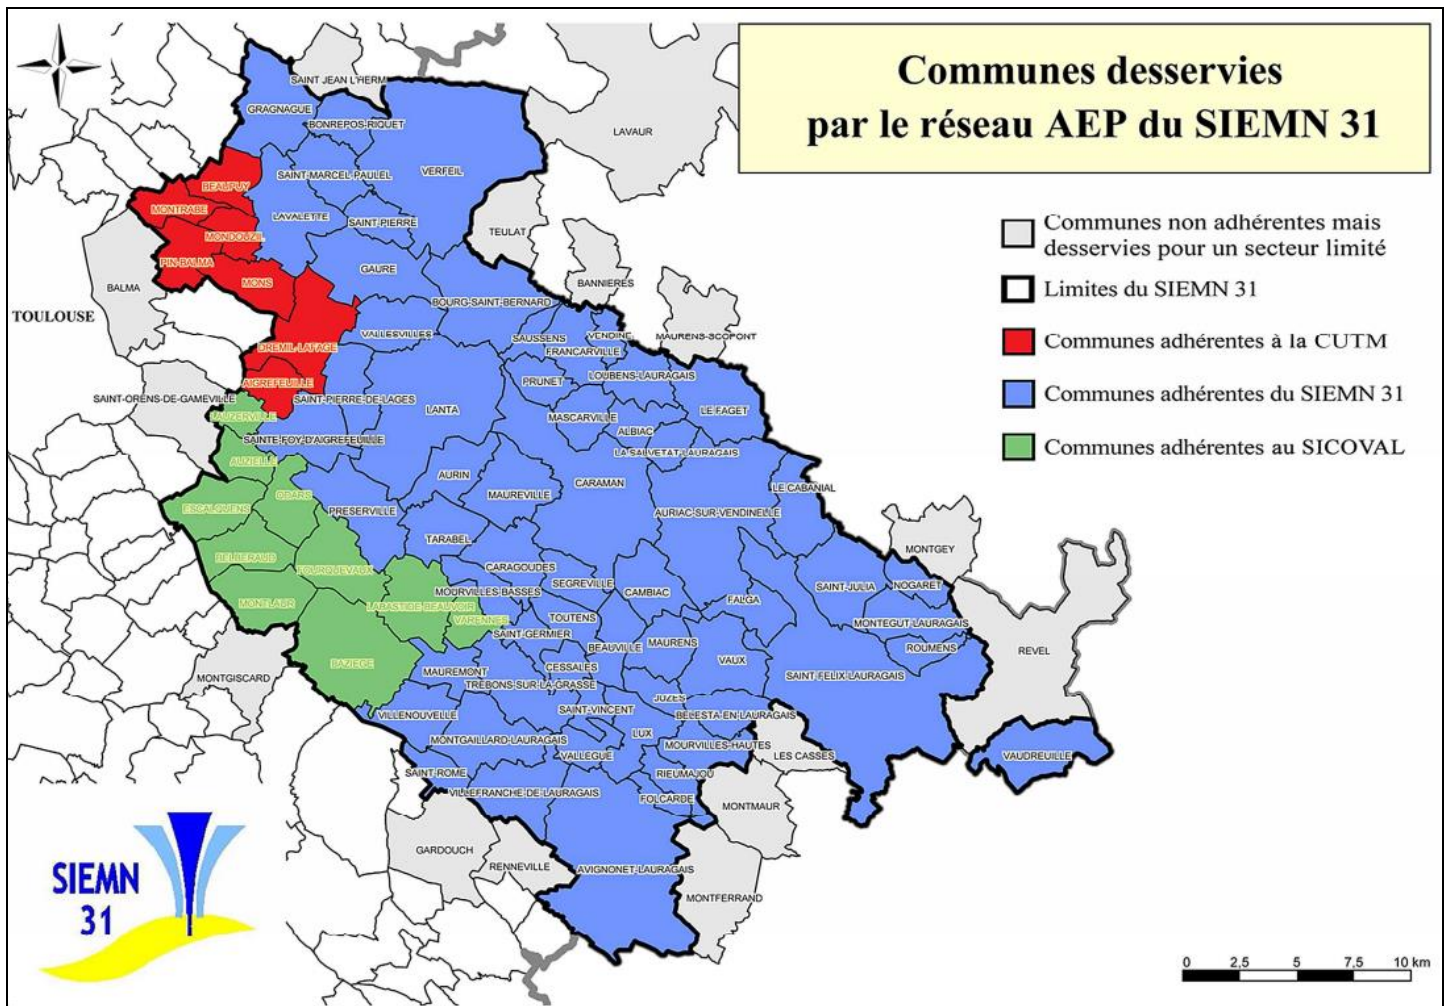 Communes desservies
par le réseau AEP du SIEMN 31
Communes non adhérentes mais
desservies pour un secteur limité
Limites du SIEMN 31
Communes adhérentes à la CUTM
Communes adhérentes du SIEMN 31
Communes adhérentes au SICOVAL
SAINT JEAN L'HERM
GRAGNAGUE
BONREPOS-RIQUET
LAVAUR
SAINT-MARCEL-PAULEL
VERFEIL
BEAUPUY
MONTRABE
LAVALETTE
SAINT-PIERRE
TEULAT
MONDOUZIL
PIN-BALMA
GAURE
MONS
BALMA
BANNIERES
BOURG-SAINT-BERNARD
TOULOUSE
VALLESVILLES
SAUSSENS
VENDINE
MAURENS-SCOPONT
DREMIL-LAFAGE
FRANCARVILLE
LOUBENS-LAURAGAIS
AIGREFEUILLE
PRUNET
SAINT-ORENS-DE-GAMEVILLE
SAINT-PIERRE-DE-LAGES
LANTA
LE FAGET
LAUZERVILLE
MASCARVILLE
ALBIAC
SAINTE-FOY-D'AIGREFEUILLE
LA SALVETAT-LAURAGAIS
AUZIELLE
AURIN
CARAMAN
LE CABANIAL
ODARS
MAUREVILLE
ESCALQUENS
PRESERVILLE
AURIAC-SUR-VENDINELLE
TARABEL
MONTGEY
BELBERAUD
FOURQUEVAUX
CARAGOUDES
SEGREVILLE
SAINT-JULIA
NOGARET
MOURVILLES-BASSES
CAMBIAC
FALGA
MONTLAUR
LABASTIDE-BEAUVOIR
VARENNES
TOUTENS
MONTEGUT-LAURAGAIS
SAINT-GERMIER
BEAUVILLE
MAURENS
ROUMENS
REVEL
BAZIEGE
VAUX
CESSALES
MAUREMONT
SAINT FELIX-LAURAGAIS
MONTGISCARD
TREBONS-SUR-LA-GRASSE
JUZES
SAINT-VINCENT
VILLENOUVELLE
BELESTA-EN-LAURAGAIS
LUX
MONTGAILLARD-LAURAGAIS
MOURVILLES-HAUTES
VALLEGUE
LES CASSES
VAUDREUILLE
SAINT-ROME
RIEUMAJOU
VILLEFRANCHE-DE-LAURAGAIS
FOLCARDE
MONTMAUR
GARDOUCH
RENNEVILLE
AVIGNONET-LAURAGAIS
MONTFERRAND
SIEMN
31
0 2,5 5 7,5 10 km